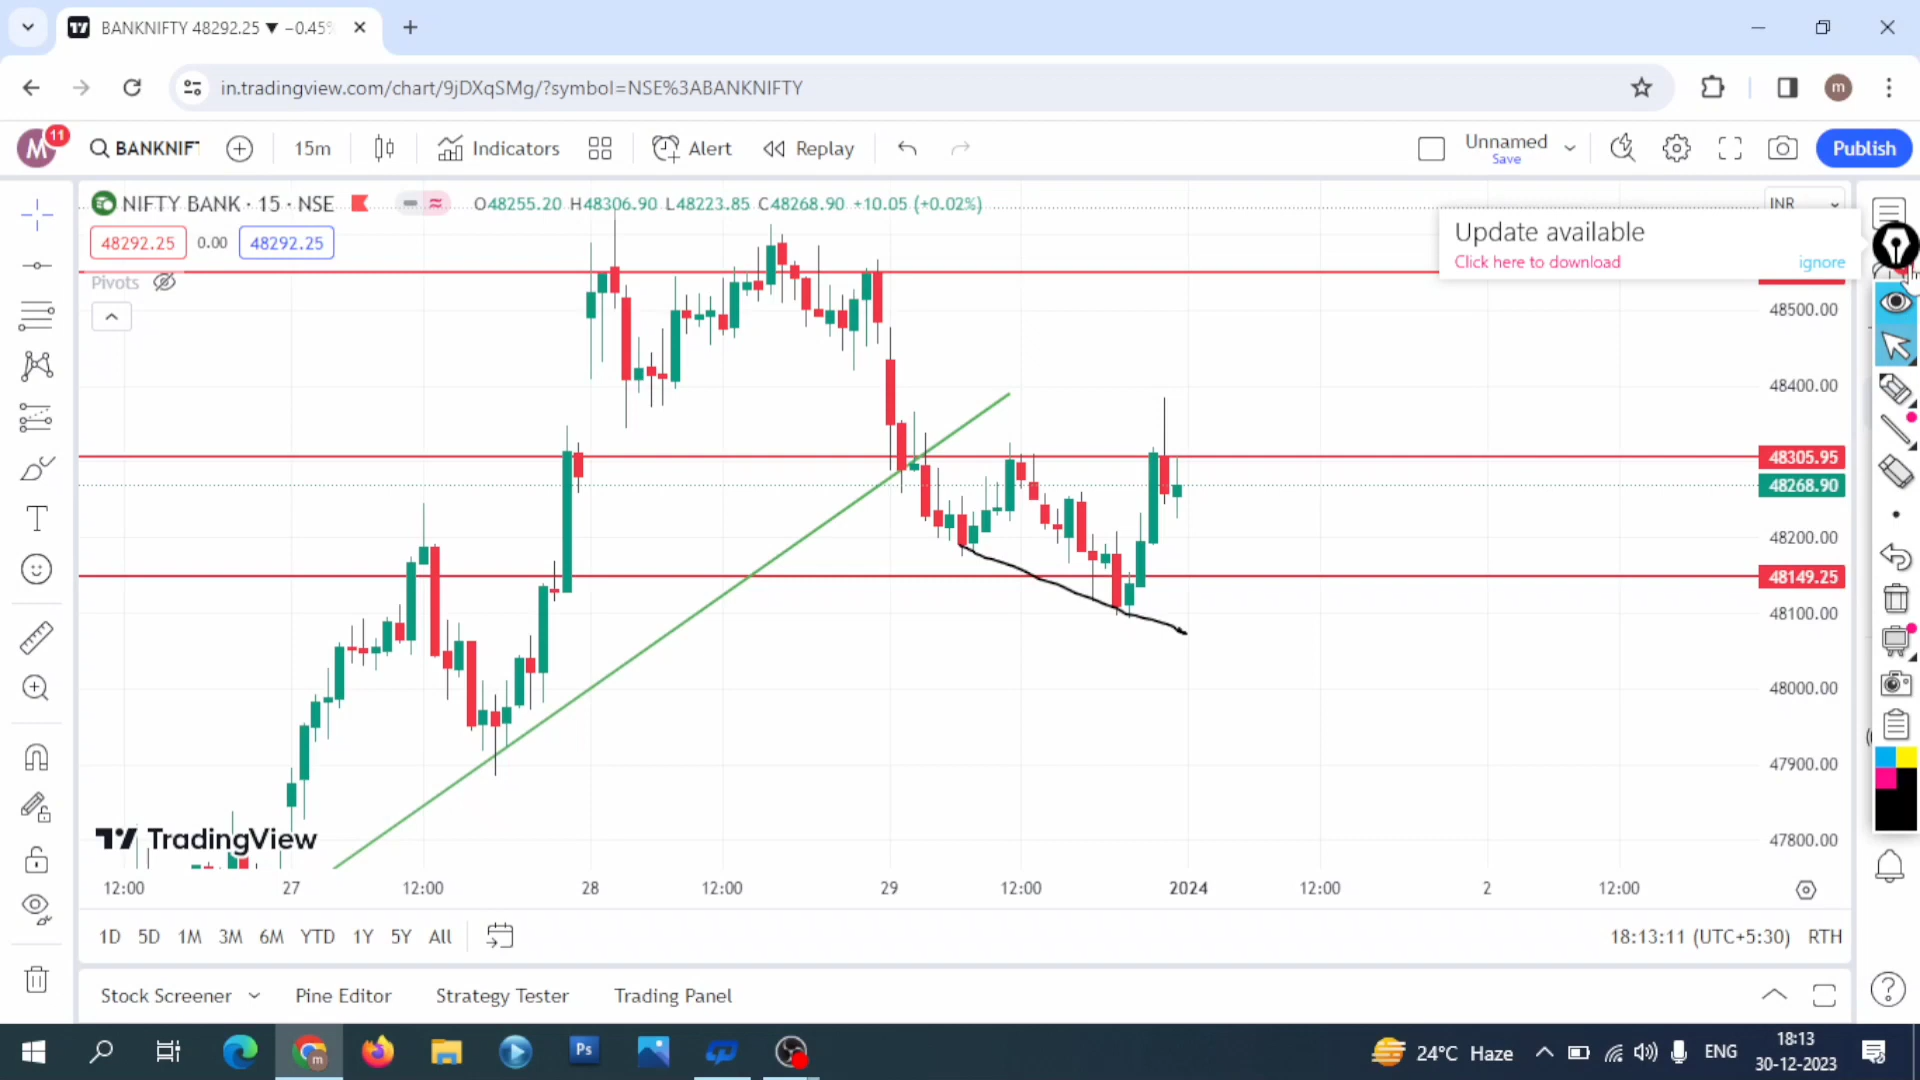 BANKNIFTY 48292.25 ▼ −0.45%
in.tradingview.com/chart/9jDXqSMg/?symbol=NSE%3ABANKNIFTY
m
M
11
BANKNIFT
15m
Indicators
Alert
Replay
Unnamed
Save
Publish
NIFTY BANK · 15 · NSE
O48255.20 H48306.90 L48223.85 C48268.90 +10.05 (+0.02%)
INR
48292.25 0.00 48292.25
Update available
Click here to download
ignore
Pivots
48500.00
48400.00
48305.95
48268.90
48200.00
48149.25
48100.00
48000.00
47900.00
47800.00
TradingView
12:00 27 12:00 28 12:00 29 12:00 2024 12:00 2 12:00
1D 5D 1M 3M 6M YTD 1Y 5Y All
18:13:11 (UTC+5:30) RTH
Stock Screener Pine Editor Strategy Tester Trading Panel
m
Ps
24°C Haze
ENG
18:13
30-12-2023